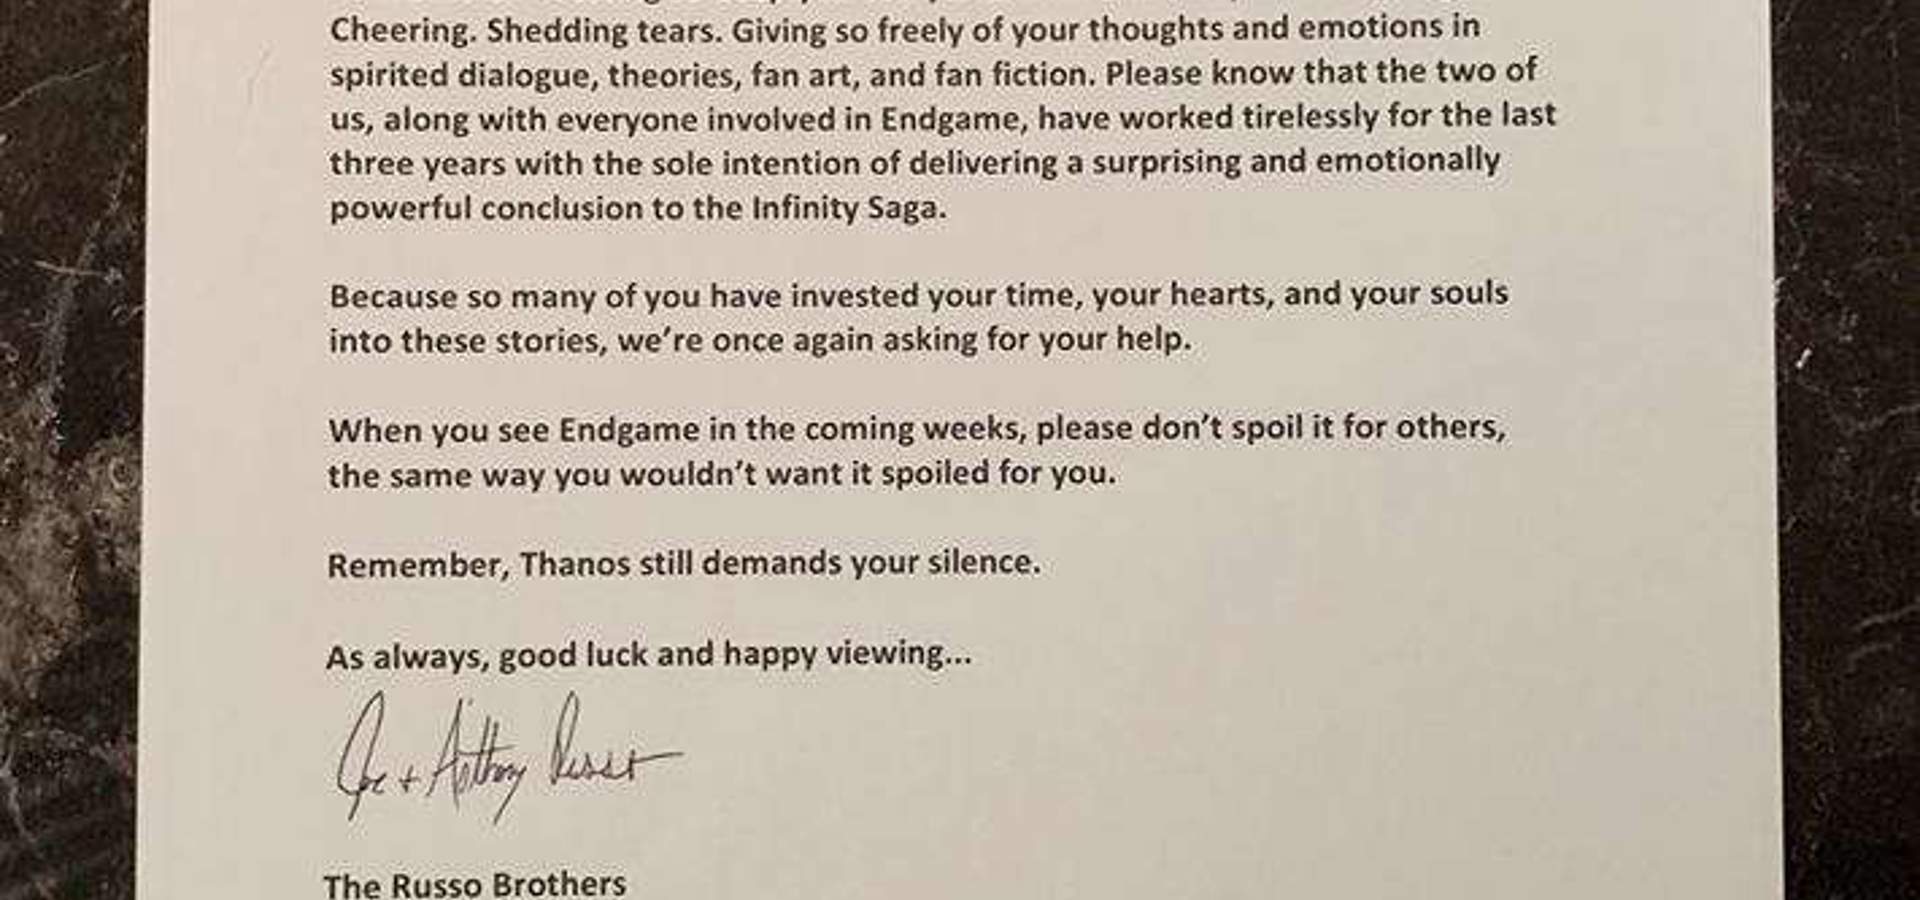 Cheering. Shedding tears. Giving so freely of your thoughts and emotions in
spirited dialogue, theories, fan art, and fan fiction. Please know that the two of
us, along with everyone involved in Endgame, have worked tirelessly for the last
three years with the sole intention of delivering a surprising and emotionally
powerful conclusion to the Infinity Saga.
Because so many of you have invested your time, your hearts, and your souls
into these stories, we’re once again asking for your help.
When you see Endgame in the coming weeks, please don’t spoil it for others,
the same way you wouldn’t want it spoiled for you.
Remember, Thanos still demands your silence.
As always, good luck and happy viewing...
Joe + Anthony Russo
The Russo Brothers